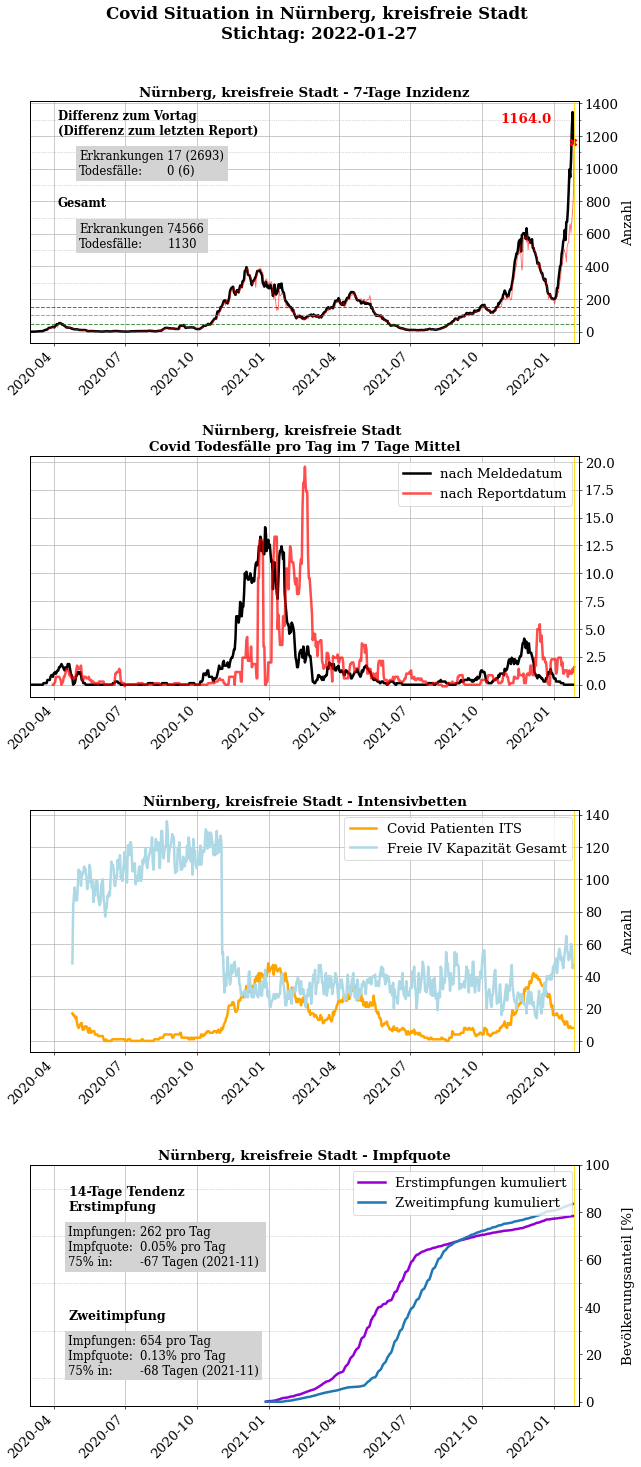 Covid Situation in Nürnberg, kreisfreie Stadt
Stichtag: 2022-01-27
Nürnberg, kreisfreie Stadt - 7-Tage Inzidenz
Differenz zum Vortag
(Differenz zum letzten Report)
Erkrankungen 17 (2693)
Todesfälle: 0 (6)
Gesamt
Erkrankungen 74566
Todesfälle: 1130
1164.0
1400
1200
1000
800
600
400
200
0
Anzahl
2020-04
2020-07
2020-10
2021-01
2021-04
2021-07
2021-10
2022-01
Nürnberg, kreisfreie Stadt
Covid Todesfälle pro Tag im 7 Tage Mittel
nach Meldedatum
nach Reportdatum
20.0
17.5
15.0
12.5
10.0
7.5
5.0
2.5
0.0
2020-04
2020-07
2020-10
2021-01
2021-04
2021-07
2021-10
2022-01
Nürnberg, kreisfreie Stadt - Intensivbetten
Covid Patienten ITS
Freie IV Kapazität Gesamt
140
120
100
80
60
40
20
0
Anzahl
2020-04
2020-07
2020-10
2021-01
2021-04
2021-07
2021-10
2022-01
Nürnberg, kreisfreie Stadt - Impfquote
Erstimpfungen kumuliert
Zweitimpfung kumuliert
14-Tage Tendenz
Erstimpfung
Impfungen: 262 pro Tag
Impfquote: 0.05% pro Tag
75% in: -67 Tagen (2021-11)
Zweitimpfung
Impfungen: 654 pro Tag
Impfquote: 0.13% pro Tag
75% in: -68 Tagen (2021-11)
100
80
60
40
20
0
Bevölkerungsanteil [%]
2020-04
2020-07
2020-10
2021-01
2021-04
2021-07
2021-10
2022-01